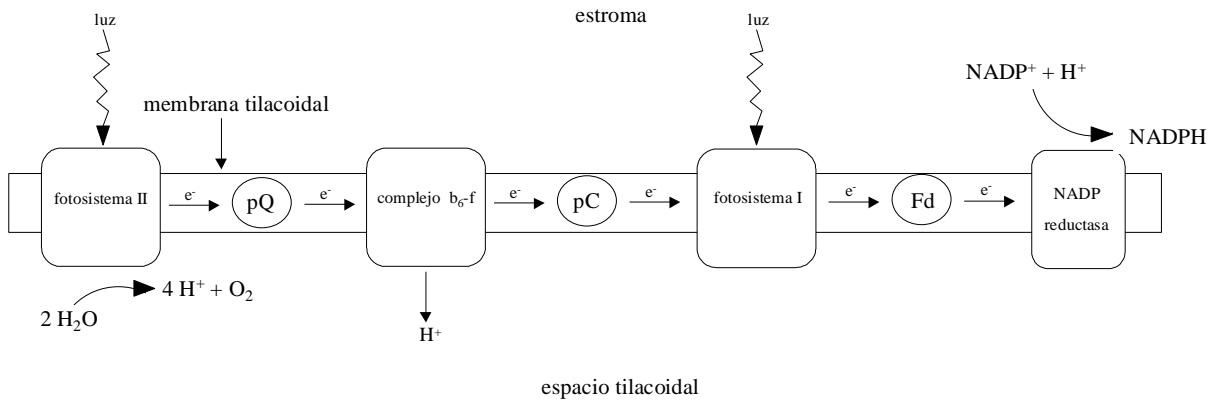 luz
estroma
luz
NADP⁺ + H⁺
membrana tilacoidal
NADPH
fotosistema II
e⁻
pQ
e⁻
complejo b₆-f
e⁻
pC
e⁻
fotosistema I
e⁻
Fd
e⁻
NADP
reductasa
4 H⁺ + O₂
2 H₂O
H⁺
espacio tilacoidal